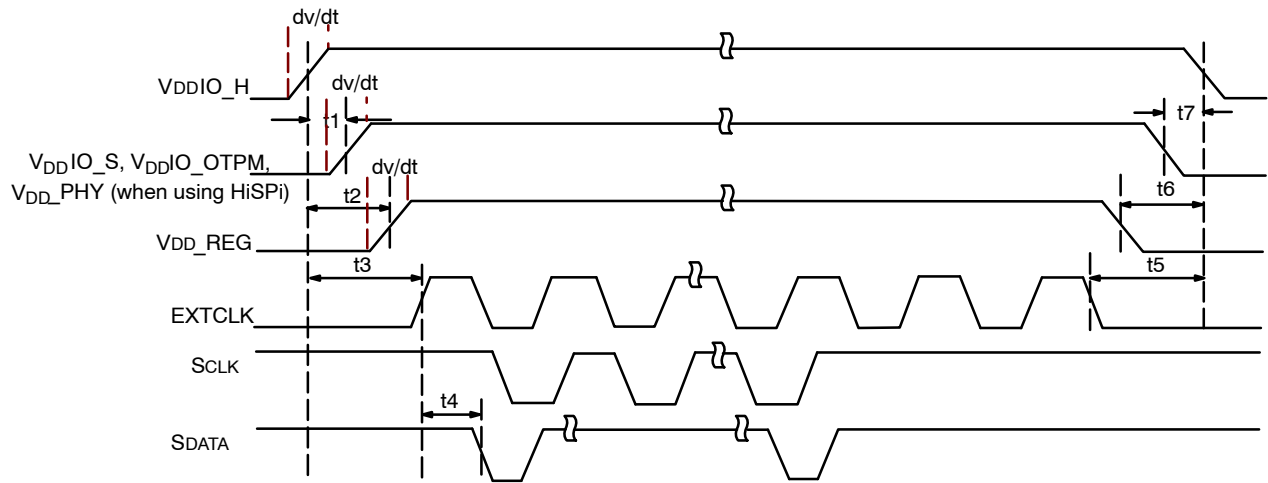 dv/dt
VDDIO_H
dv/dt
t1
t7
VDDIO_S, VDDIO_OTPM,
VDD_PHY (when using HiSPi)
dv/dt
t2
t6
VDD_REG
t3
t5
EXTCLK
SCLK
t4
SDATA